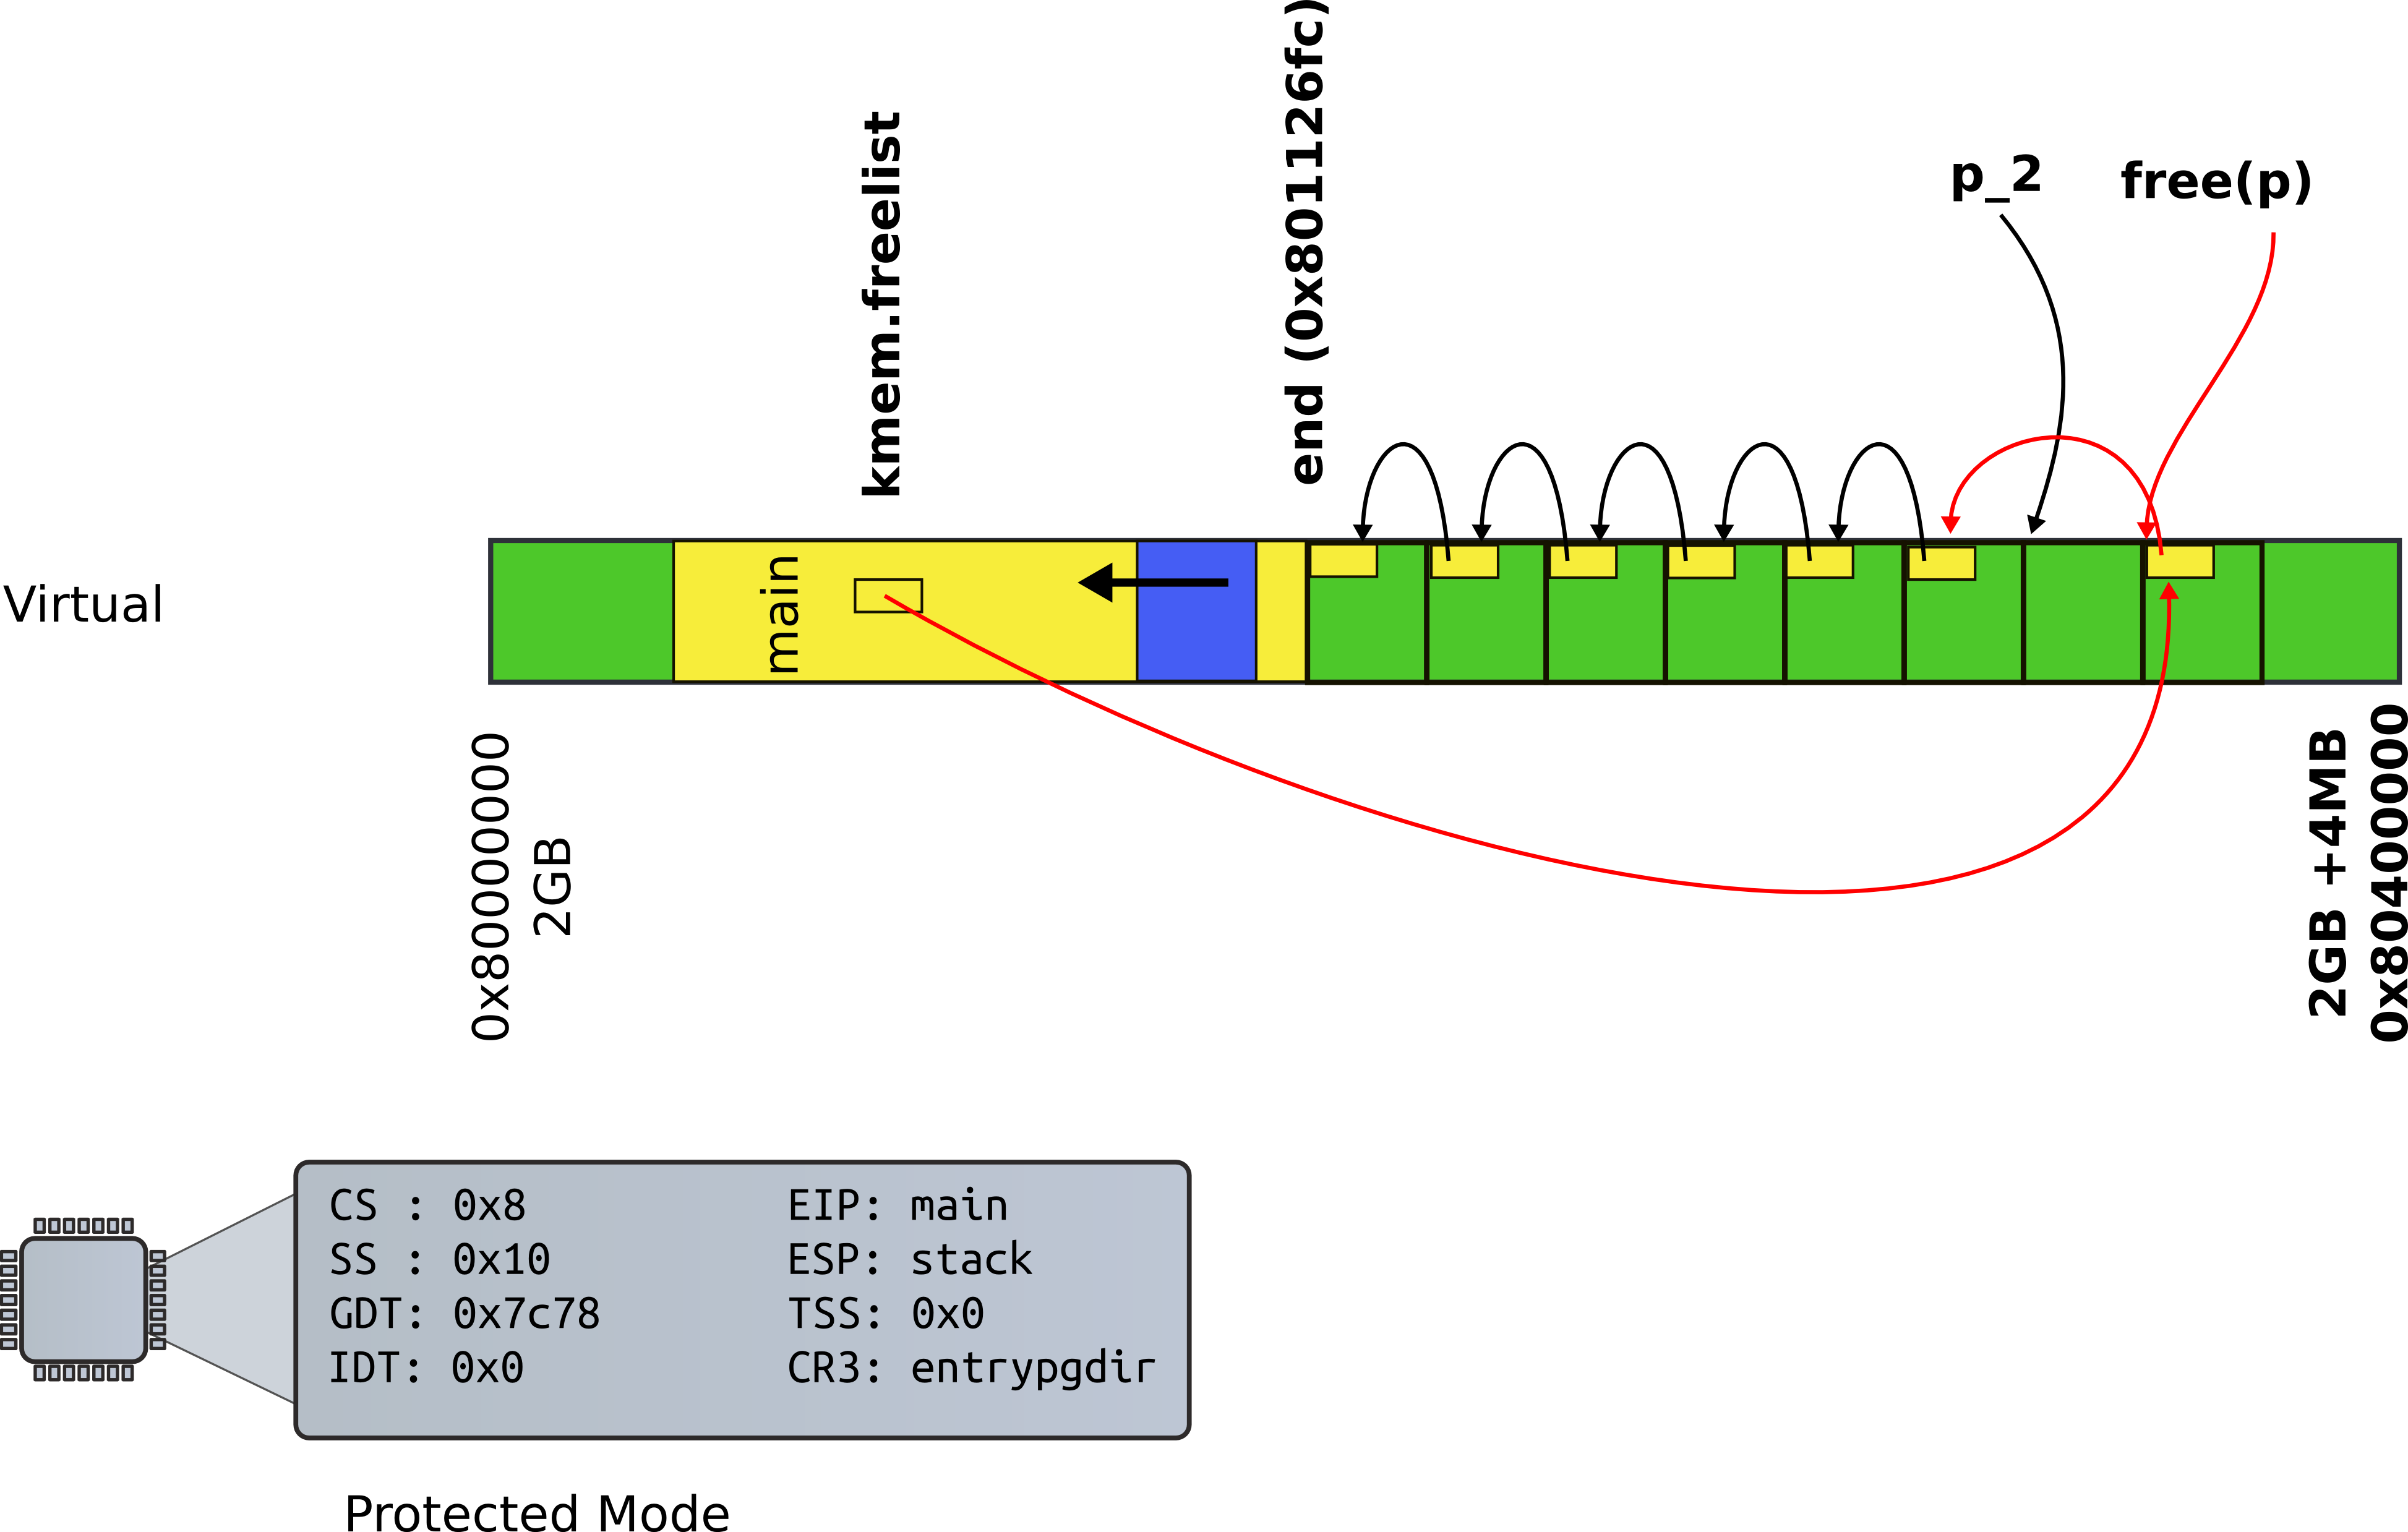 kmem.freelist
end (0x801126fc)
p_2
free(p)
Virtual
main
0x80000000
2GB
2GB +4MB
0x80400000
CS : 0x8
EIP: main
SS : 0x10
ESP: stack
GDT: 0x7c78
TSS: 0x0
IDT: 0x0
CR3: entrypgdir
Protected Mode